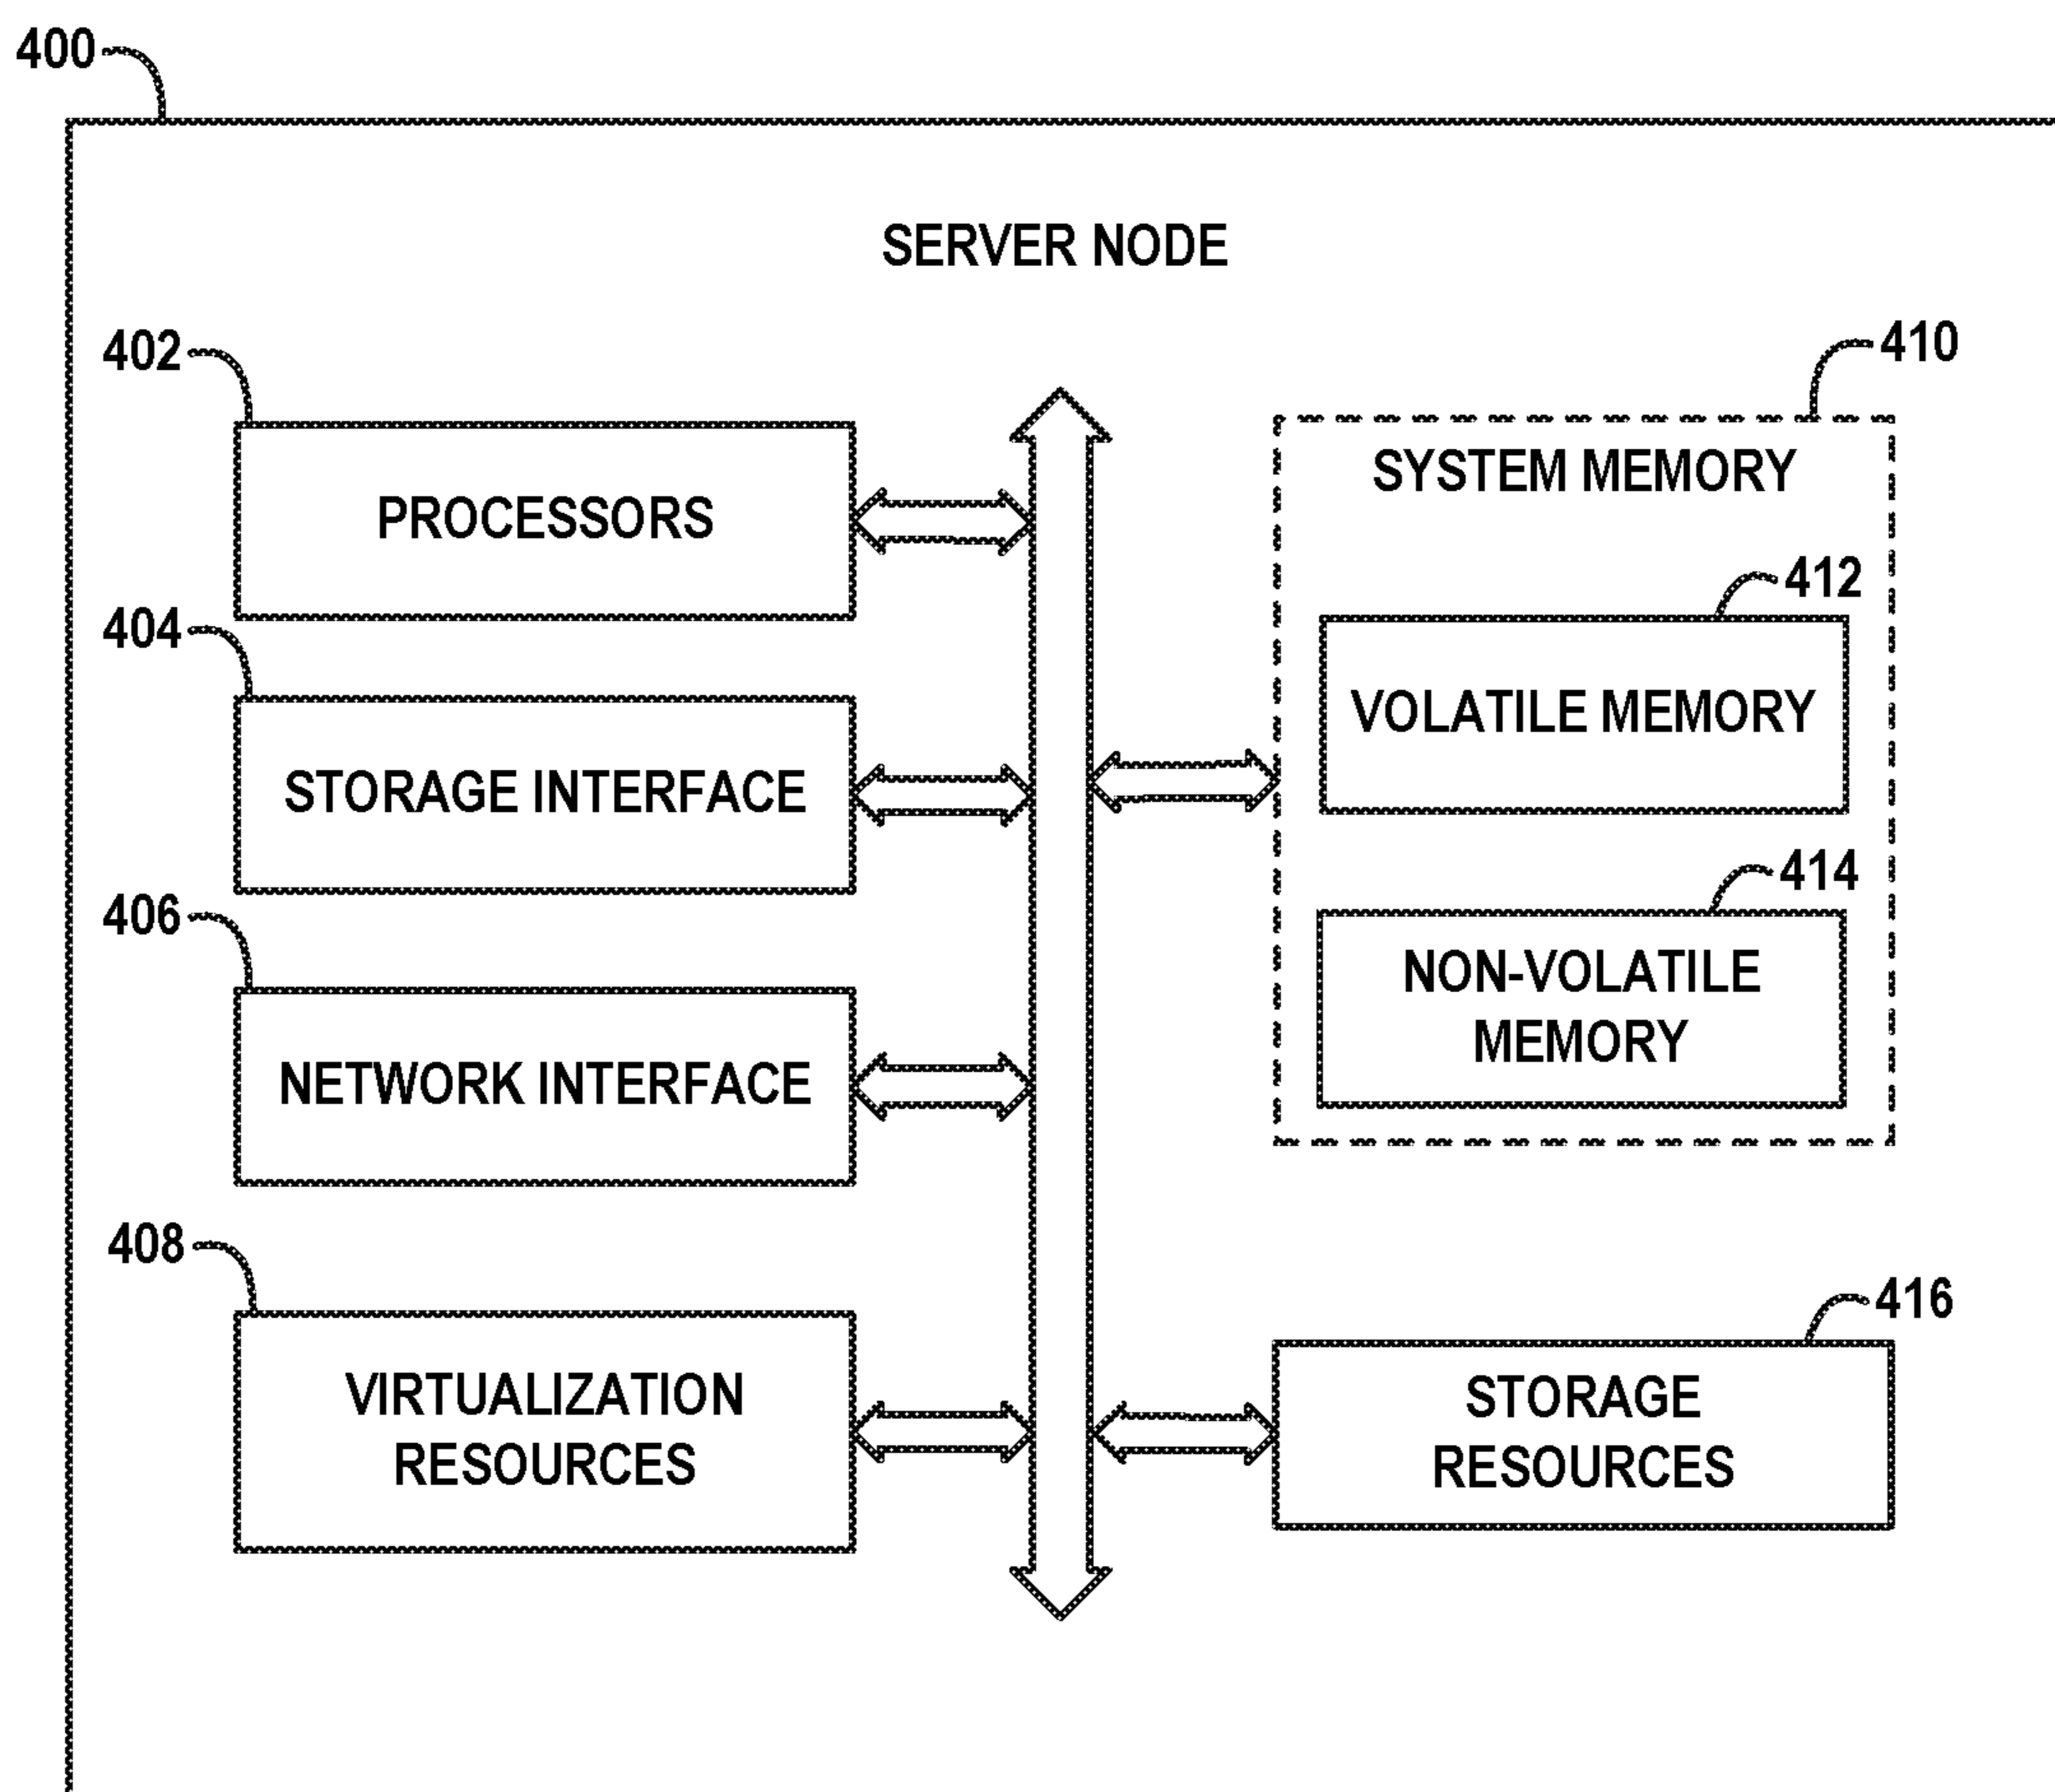 400
SERVER NODE
402
PROCESSORS
404
STORAGE INTERFACE
406
NETWORK INTERFACE
408
VIRTUALIZATION
RESOURCES
410
SYSTEM MEMORY
412
VOLATILE MEMORY
414
NON-VOLATILE
MEMORY
416
STORAGE
RESOURCES